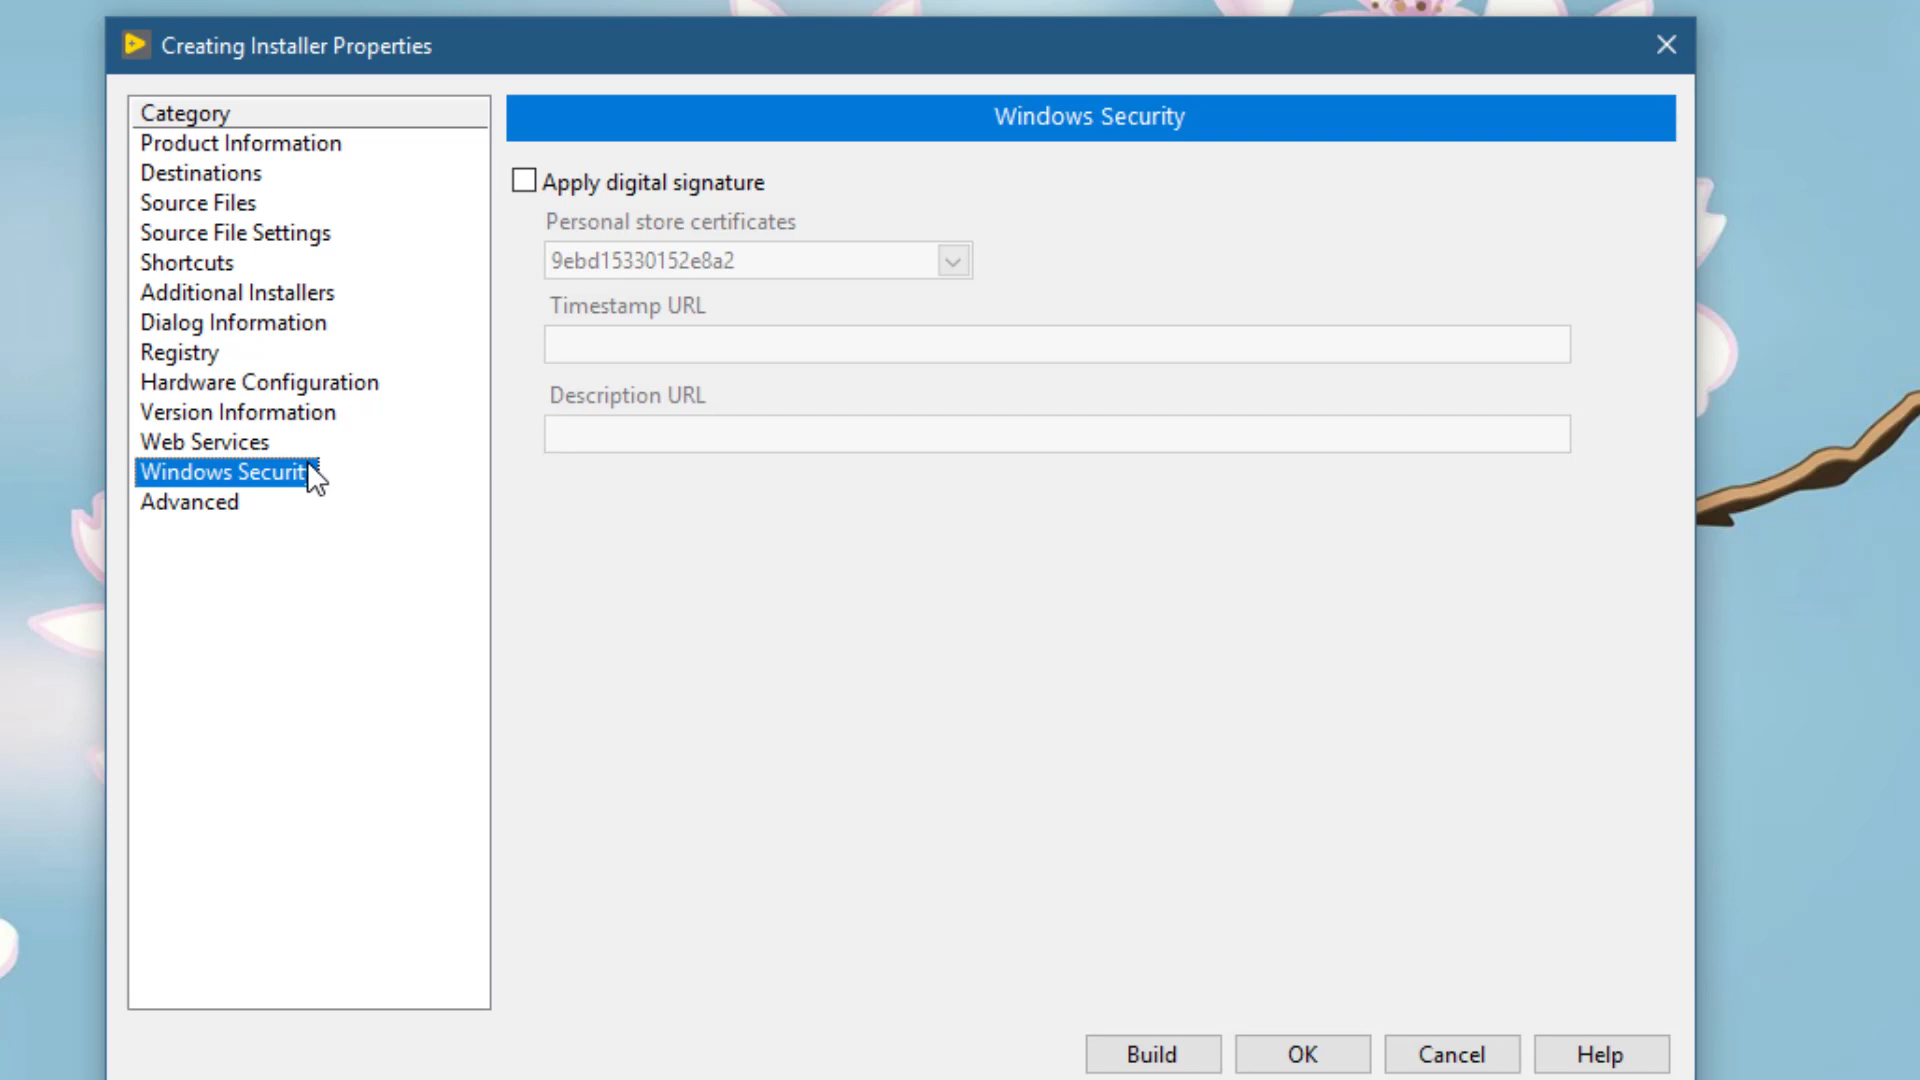 Creating Installer Properties
Category
Product Information
Destinations
Source Files
Source File Settings
Shortcuts
Additional Installers
Dialog Information
Registry
Hardware Configuration
Version Information
Web Services
Windows Security
Advanced
Windows Security
Apply digital signature
Personal store certificates
9ebd15330152e8a2
Timestamp URL
Description URL
Build
OK
Cancel
Help